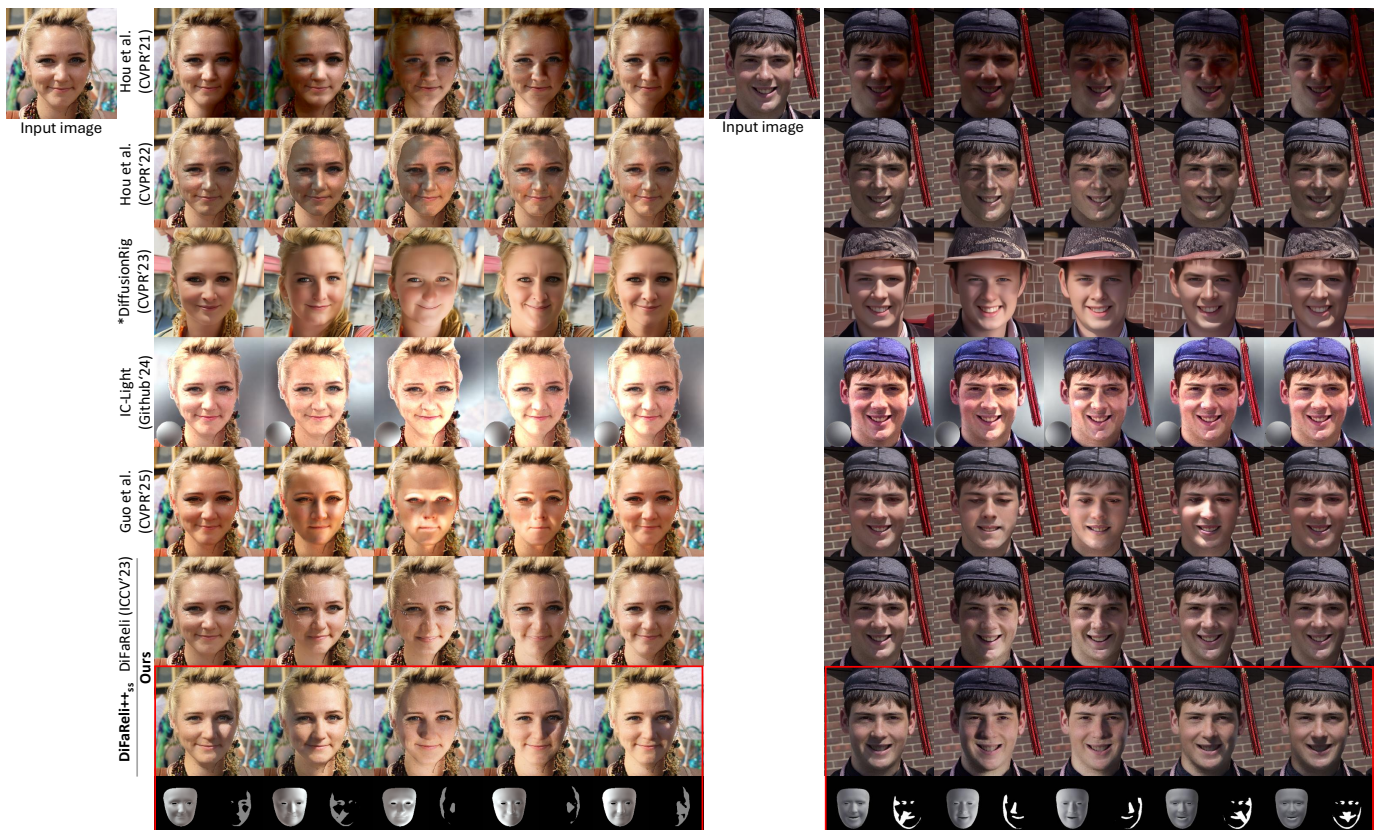 Input image
Hou et al.
(CVPR'21)
Hou et al.
(CVPR'22)
*DiffusionRig
(CVPR'23)
IC-Light
(Github'24)
Guo et al.
(CVPR'25)
DiFaReli (ICCV'23)
DiFaReli++ss
Ours
Input image